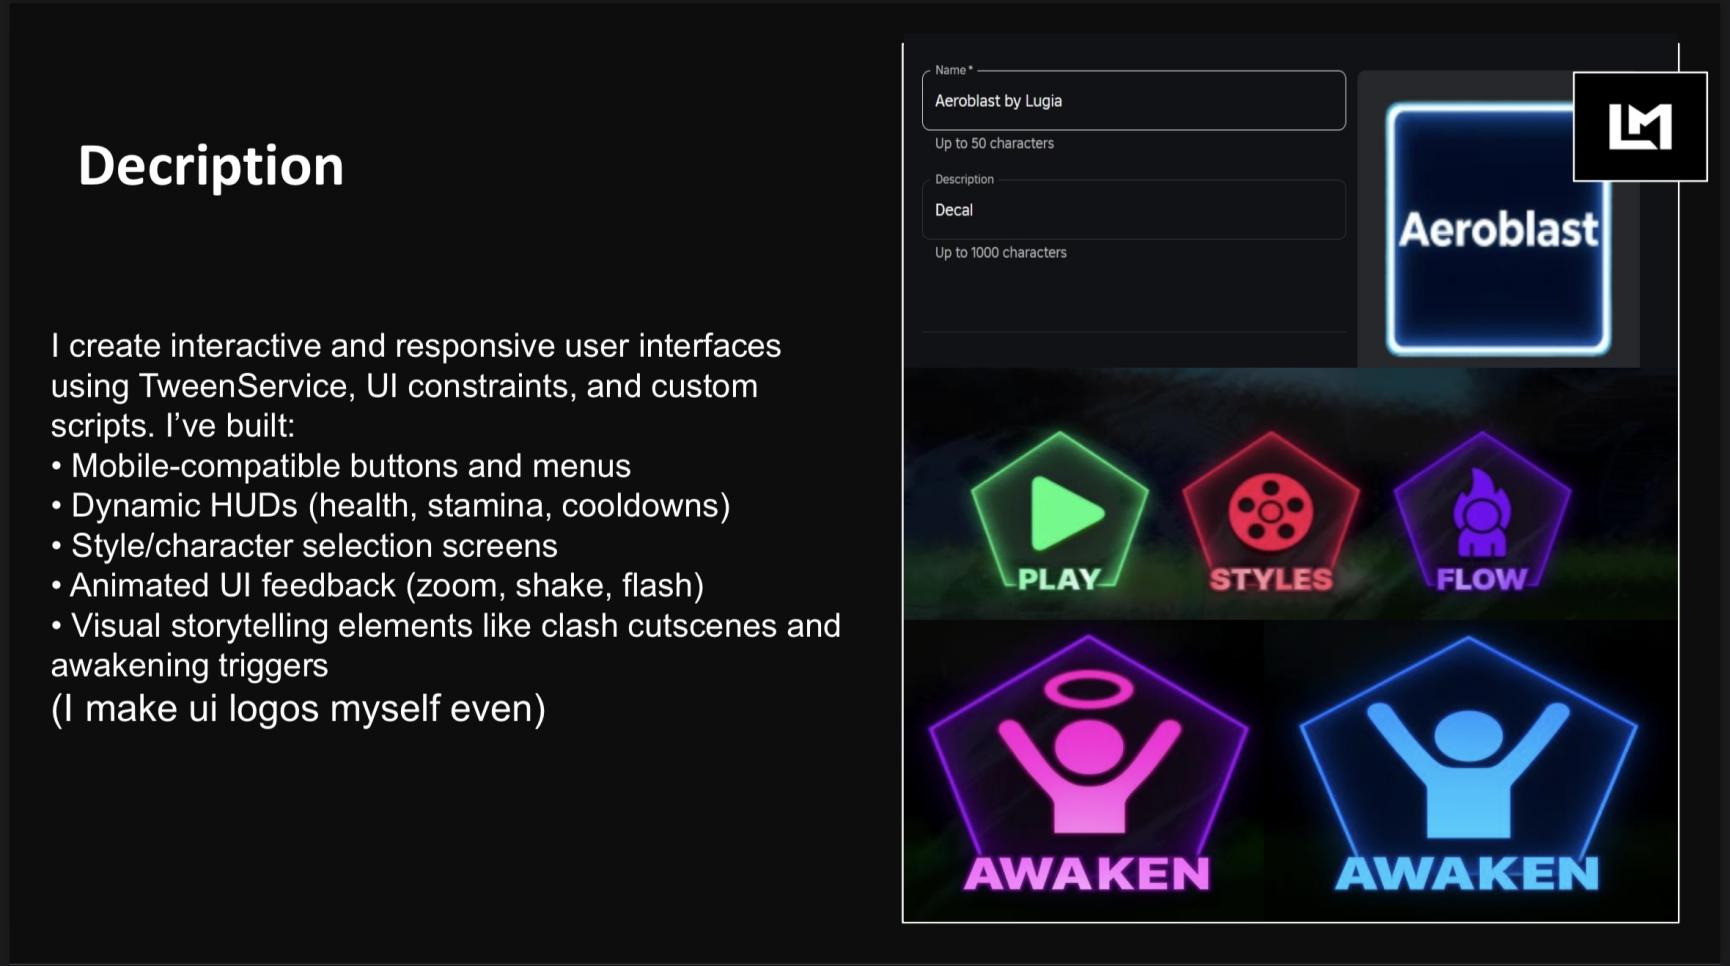 Decription
I create interactive and responsive user interfaces
using TweenService, UI constraints, and custom
scripts. I’ve built:
• Mobile-compatible buttons and menus
• Dynamic HUDs (health, stamina, cooldowns)
• Style/character selection screens
• Animated UI feedback (zoom, shake, flash)
• Visual storytelling elements like clash cutscenes and
awakening triggers
(I make ui logos myself even)
Name*
Aeroblast by Lugia
Up to 50 characters
Description
Decal
Up to 1000 characters
Aeroblast
LM
PLAY
STYLES
FLOW
AWAKEN
AWAKEN